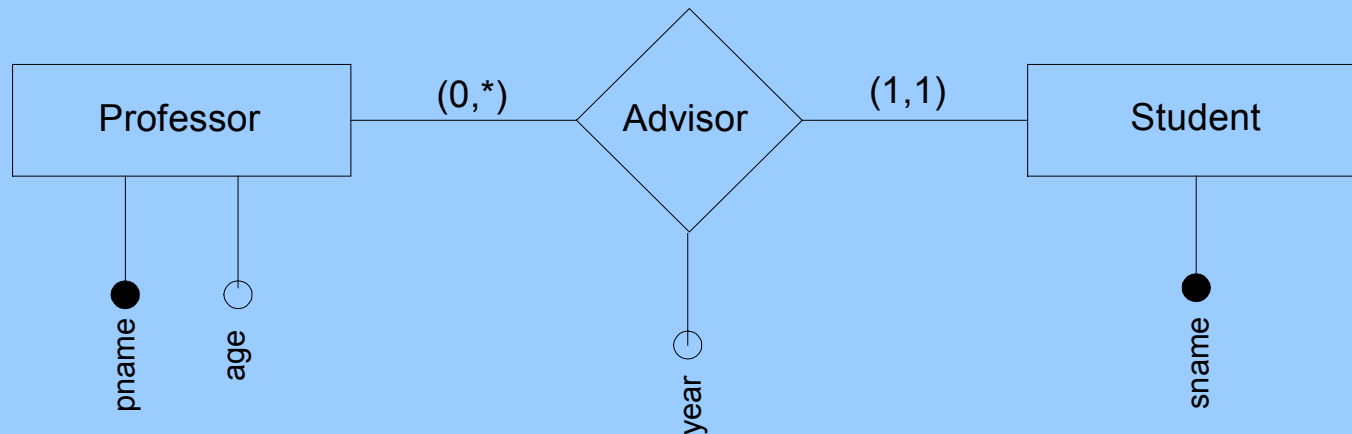 Professor
(0,*)
Advisor
(1,1)
Student
pname
age
year
sname